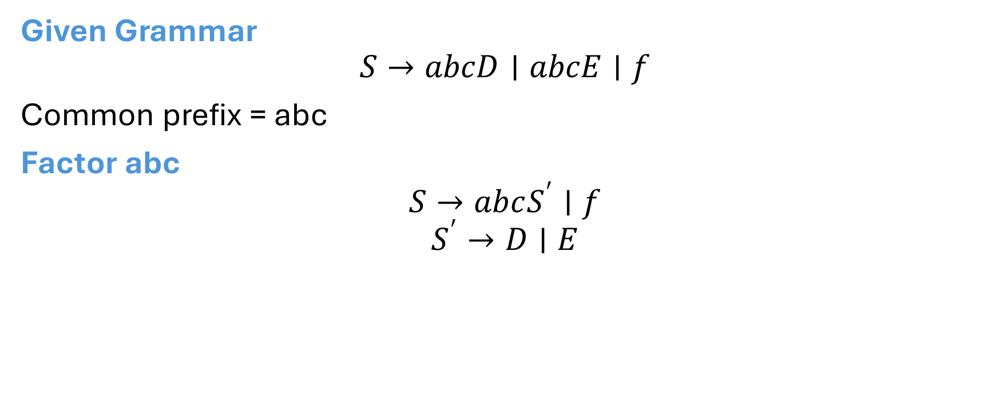 Given Grammar
S → abcD | abcE | f
Common prefix = abc
Factor abc
S → abcS′ | f
S′ → D | E